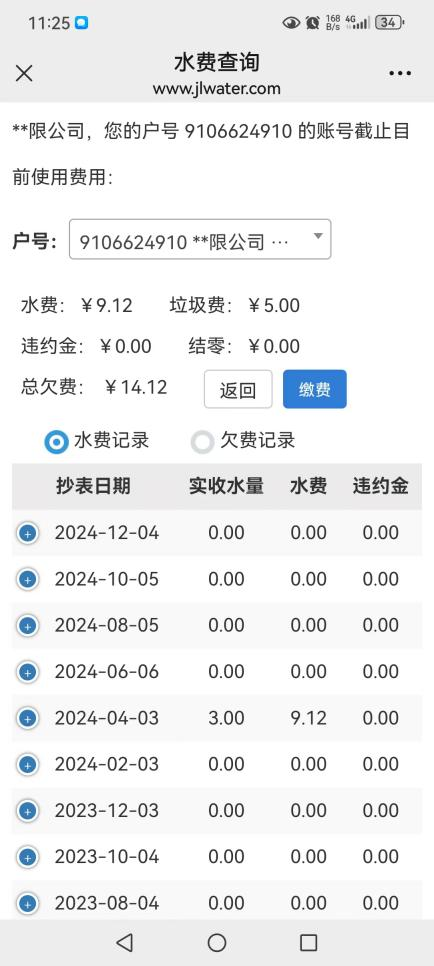 11:25
168 B/s 4G 34
水费查询
www.jlwater.com
**限公司，您的户号 9106624910 的账号截止目
前使用费用：
户号： 9106624910 **限公司 ···
水费：￥9.12 垃圾费：￥5.00
违约金：￥0.00 结零：￥0.00
总欠费：￥14.12 返回 缴费
水费记录 欠费记录
抄表日期 实收水量 水费 违约金
2024-12-04 0.00 0.00 0.00
2024-10-05 0.00 0.00 0.00
2024-08-05 0.00 0.00 0.00
2024-06-06 0.00 0.00 0.00
2024-04-03 3.00 9.12 0.00
2024-02-03 0.00 0.00 0.00
2023-12-03 0.00 0.00 0.00
2023-10-04 0.00 0.00 0.00
2023-08-04 0.00 0.00 0.00